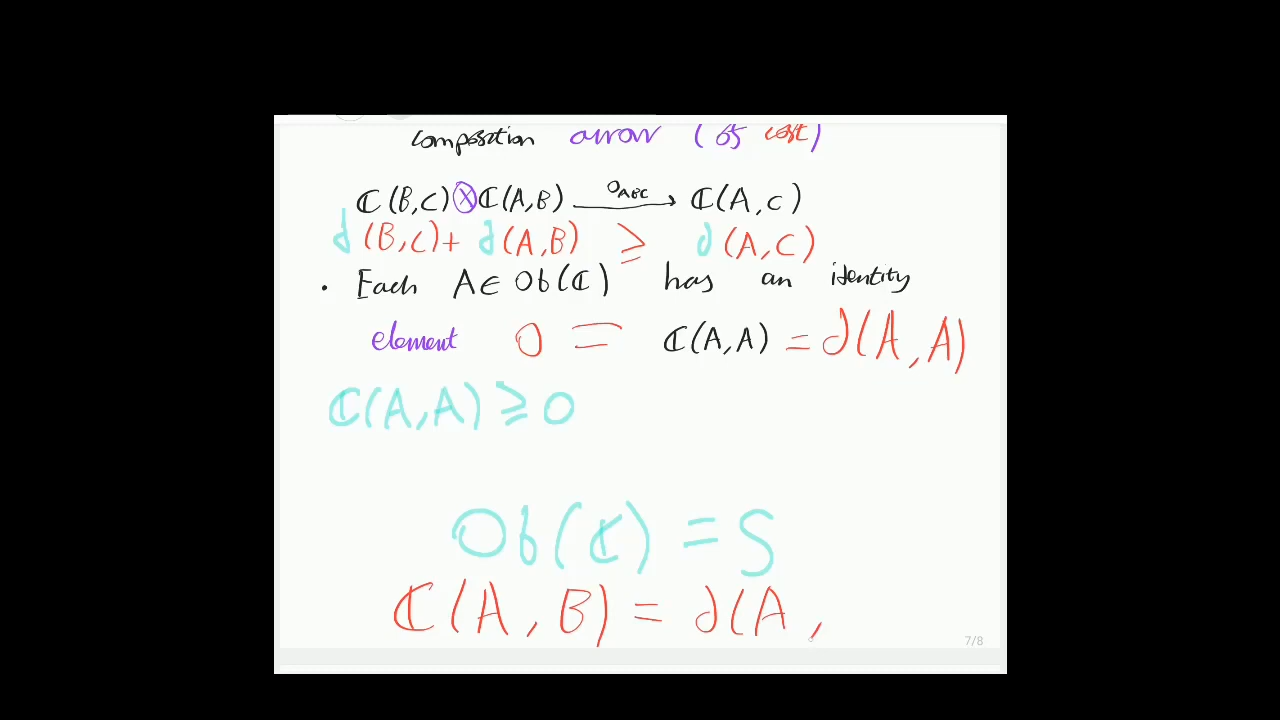 composition arrow (of cost)
ℂ(B,C)⊗ℂ(A,B) ⟶ ℂ(A,C)
∘ABC
d(B,C)+ d(A,B) ≥ d(A,C)
• Each A∈ Ob(ℂ) has an identity
element 0 = ℂ(A,A) = d(A,A)
ℂ(A,A) ≥ 0
Ob(ℂ) = S
ℂ(A,B) = d(A,
7/8